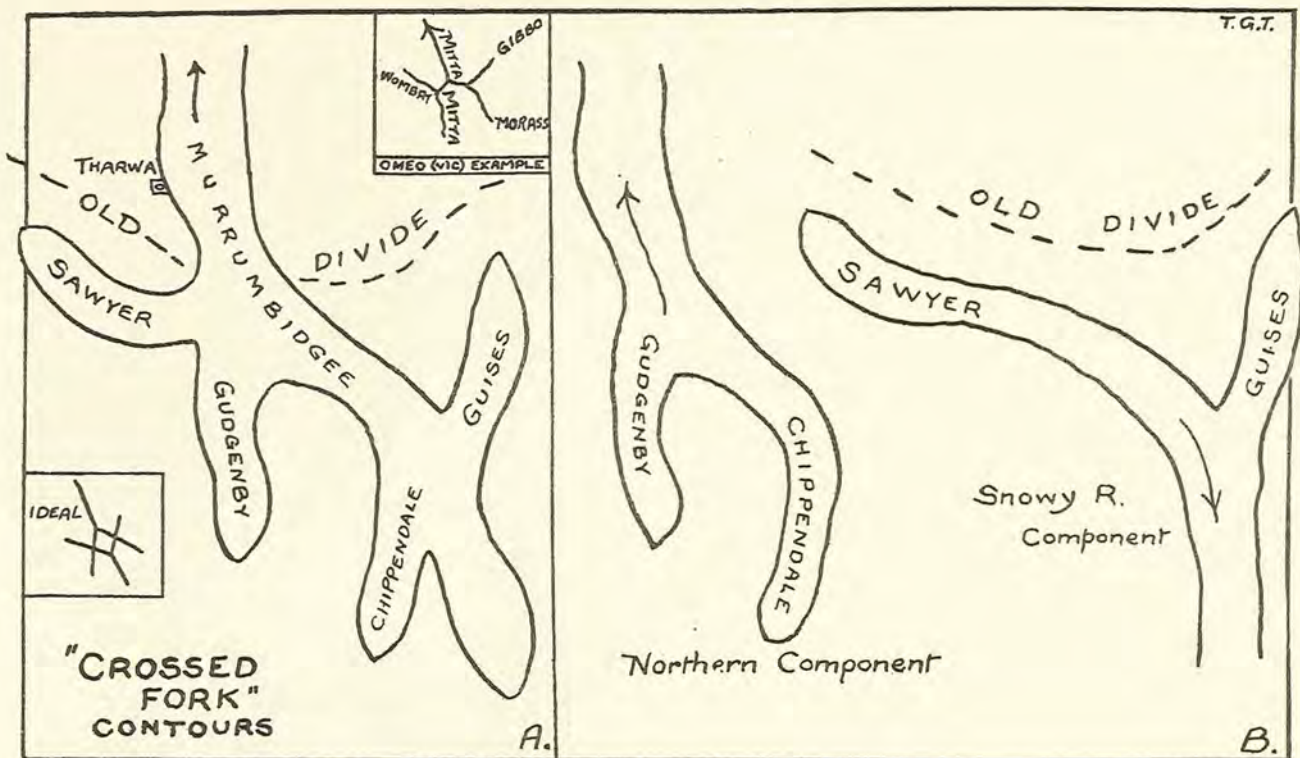 T.G.T.
MITTA
GIBBO
WOMBAT
MITTA
MORASS
OMEO (VIC) EXAMPLE
THARWA
OLD
DIVIDE
MURRUMBIDGEE
SAWYER
GUISES
GUDGENBY
CHIPPENDALE
IDEAL
"CROSSED
FORK"
CONTOURS
A.
OLD
DIVIDE
SAWYER
GUISES
GUDGENBY
CHIPPENDALE
Snowy R.
Component
Northern Component
B.